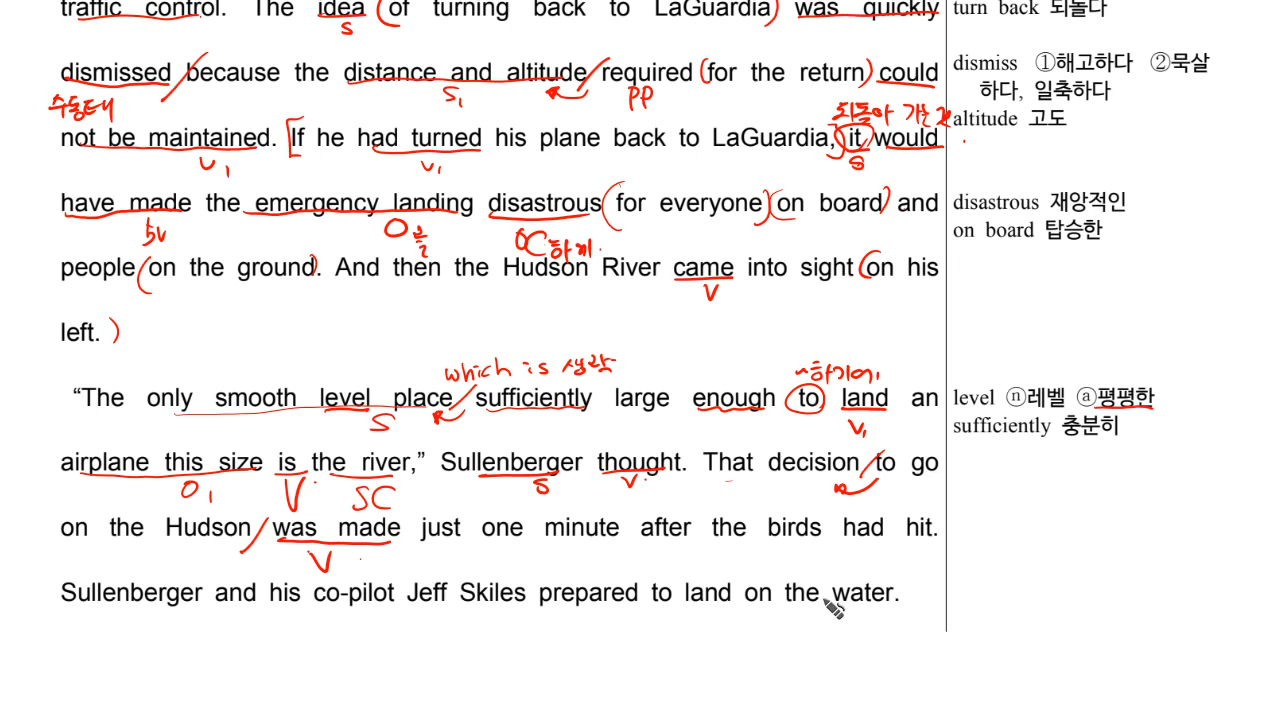 traffic control. The idea of turning back to LaGuardia was quickly
turn back 되돌다
S
dismissed because the distance and altitude required for the return could
dismiss ①해고하다 ②묵살
하다, 일축하다
수동태
S₁
PP
되돌아 가는 것
altitude 고도
not be maintained. If he had turned his plane back to LaGuardia, it would
V₁
V₁
S
have made the emergency landing disastrous for everyone on board and
disastrous 재앙적인
on board 탑승한
5V
O 를
OC 하게
people on the ground. And then the Hudson River came into sight on his
V
left.
which is 생략
~하기에
"The only smooth level place sufficiently large enough to land an
level ⓝ레벨 ⓐ평평한
sufficiently 충분히
S
V₁
airplane this size is the river," Sullenberger thought. That decision to go
O₁
V
SC
S
V
on the Hudson was made just one minute after the birds had hit.
V
Sullenberger and his co-pilot Jeff Skiles prepared to land on the water.